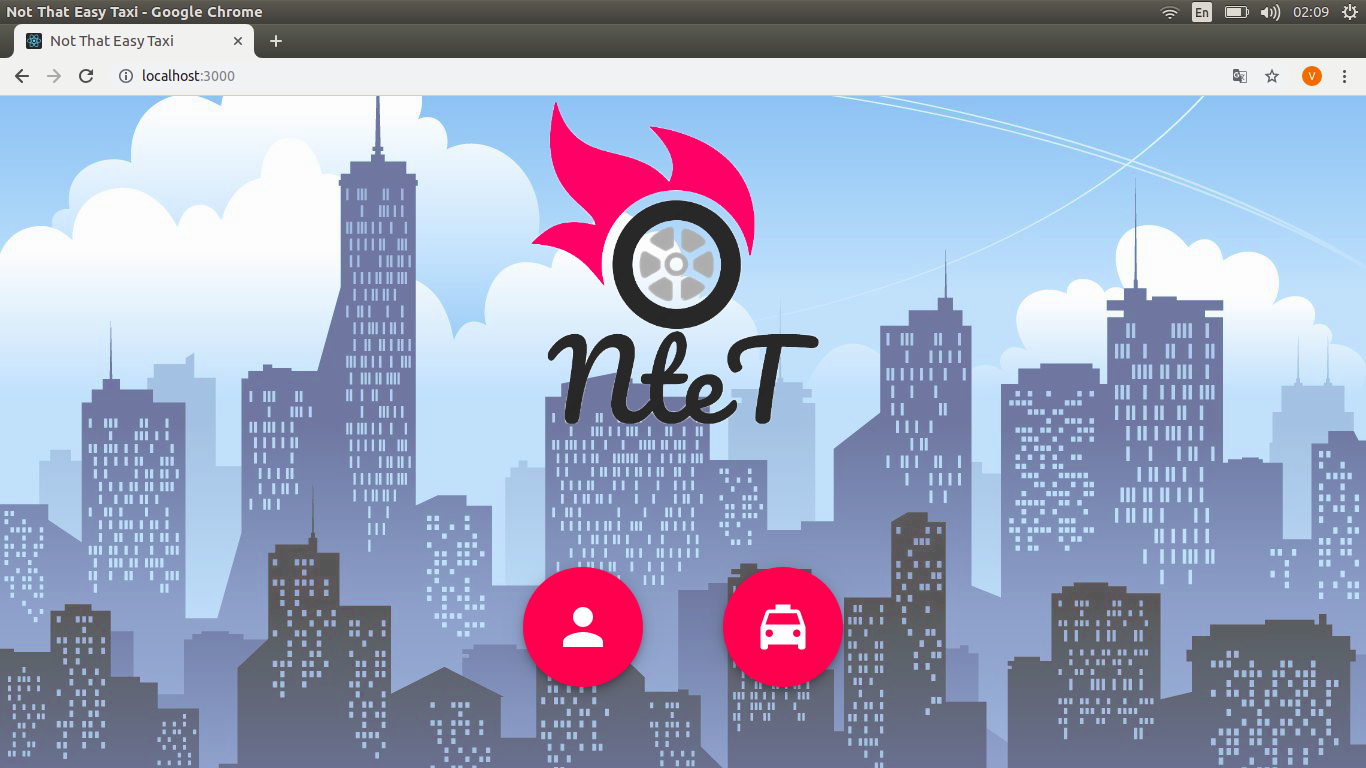 Not That Easy Taxi - Google Chrome
En
02:09
Not That Easy Taxi
localhost:3000
V
NteT